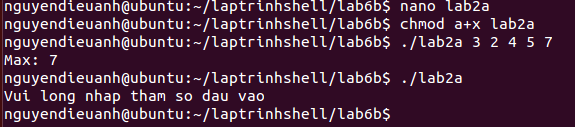 nguyendieuanh@ubuntu:~/laptrinhshell/lab6b$ nano lab2a
nguyendieuanh@ubuntu:~/laptrinhshell/lab6b$ chmod a+x lab2a
nguyendieuanh@ubuntu:~/laptrinhshell/lab6b$ ./lab2a 3 2 4 5 7
Max: 7
nguyendieuanh@ubuntu:~/laptrinhshell/lab6b$ ./lab2a
Vui long nhap tham so dau vao
nguyendieuanh@ubuntu:~/laptrinhshell/lab6b$